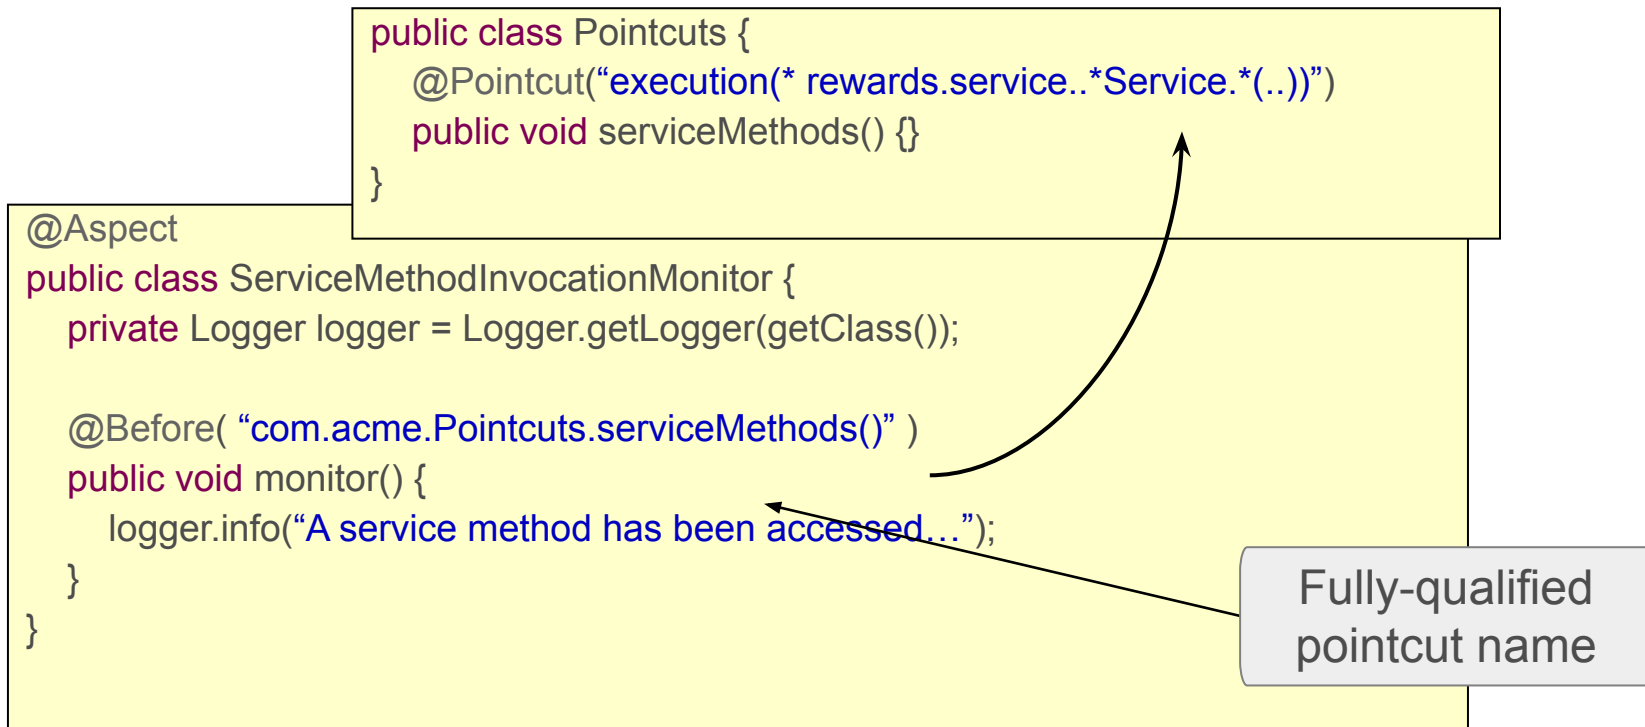 public class Pointcuts {
@Pointcut(“execution(* rewards.service..*Service.*(..))”)
public void serviceMethods() {}
}
@Aspect
public class ServiceMethodInvocationMonitor {
private Logger logger = Logger.getLogger(getClass());
@Before( “com.acme.Pointcuts.serviceMethods()” )
public void monitor() {
logger.info(“A service method has been accessed…”);
}
}
Fully-qualified
pointcut name